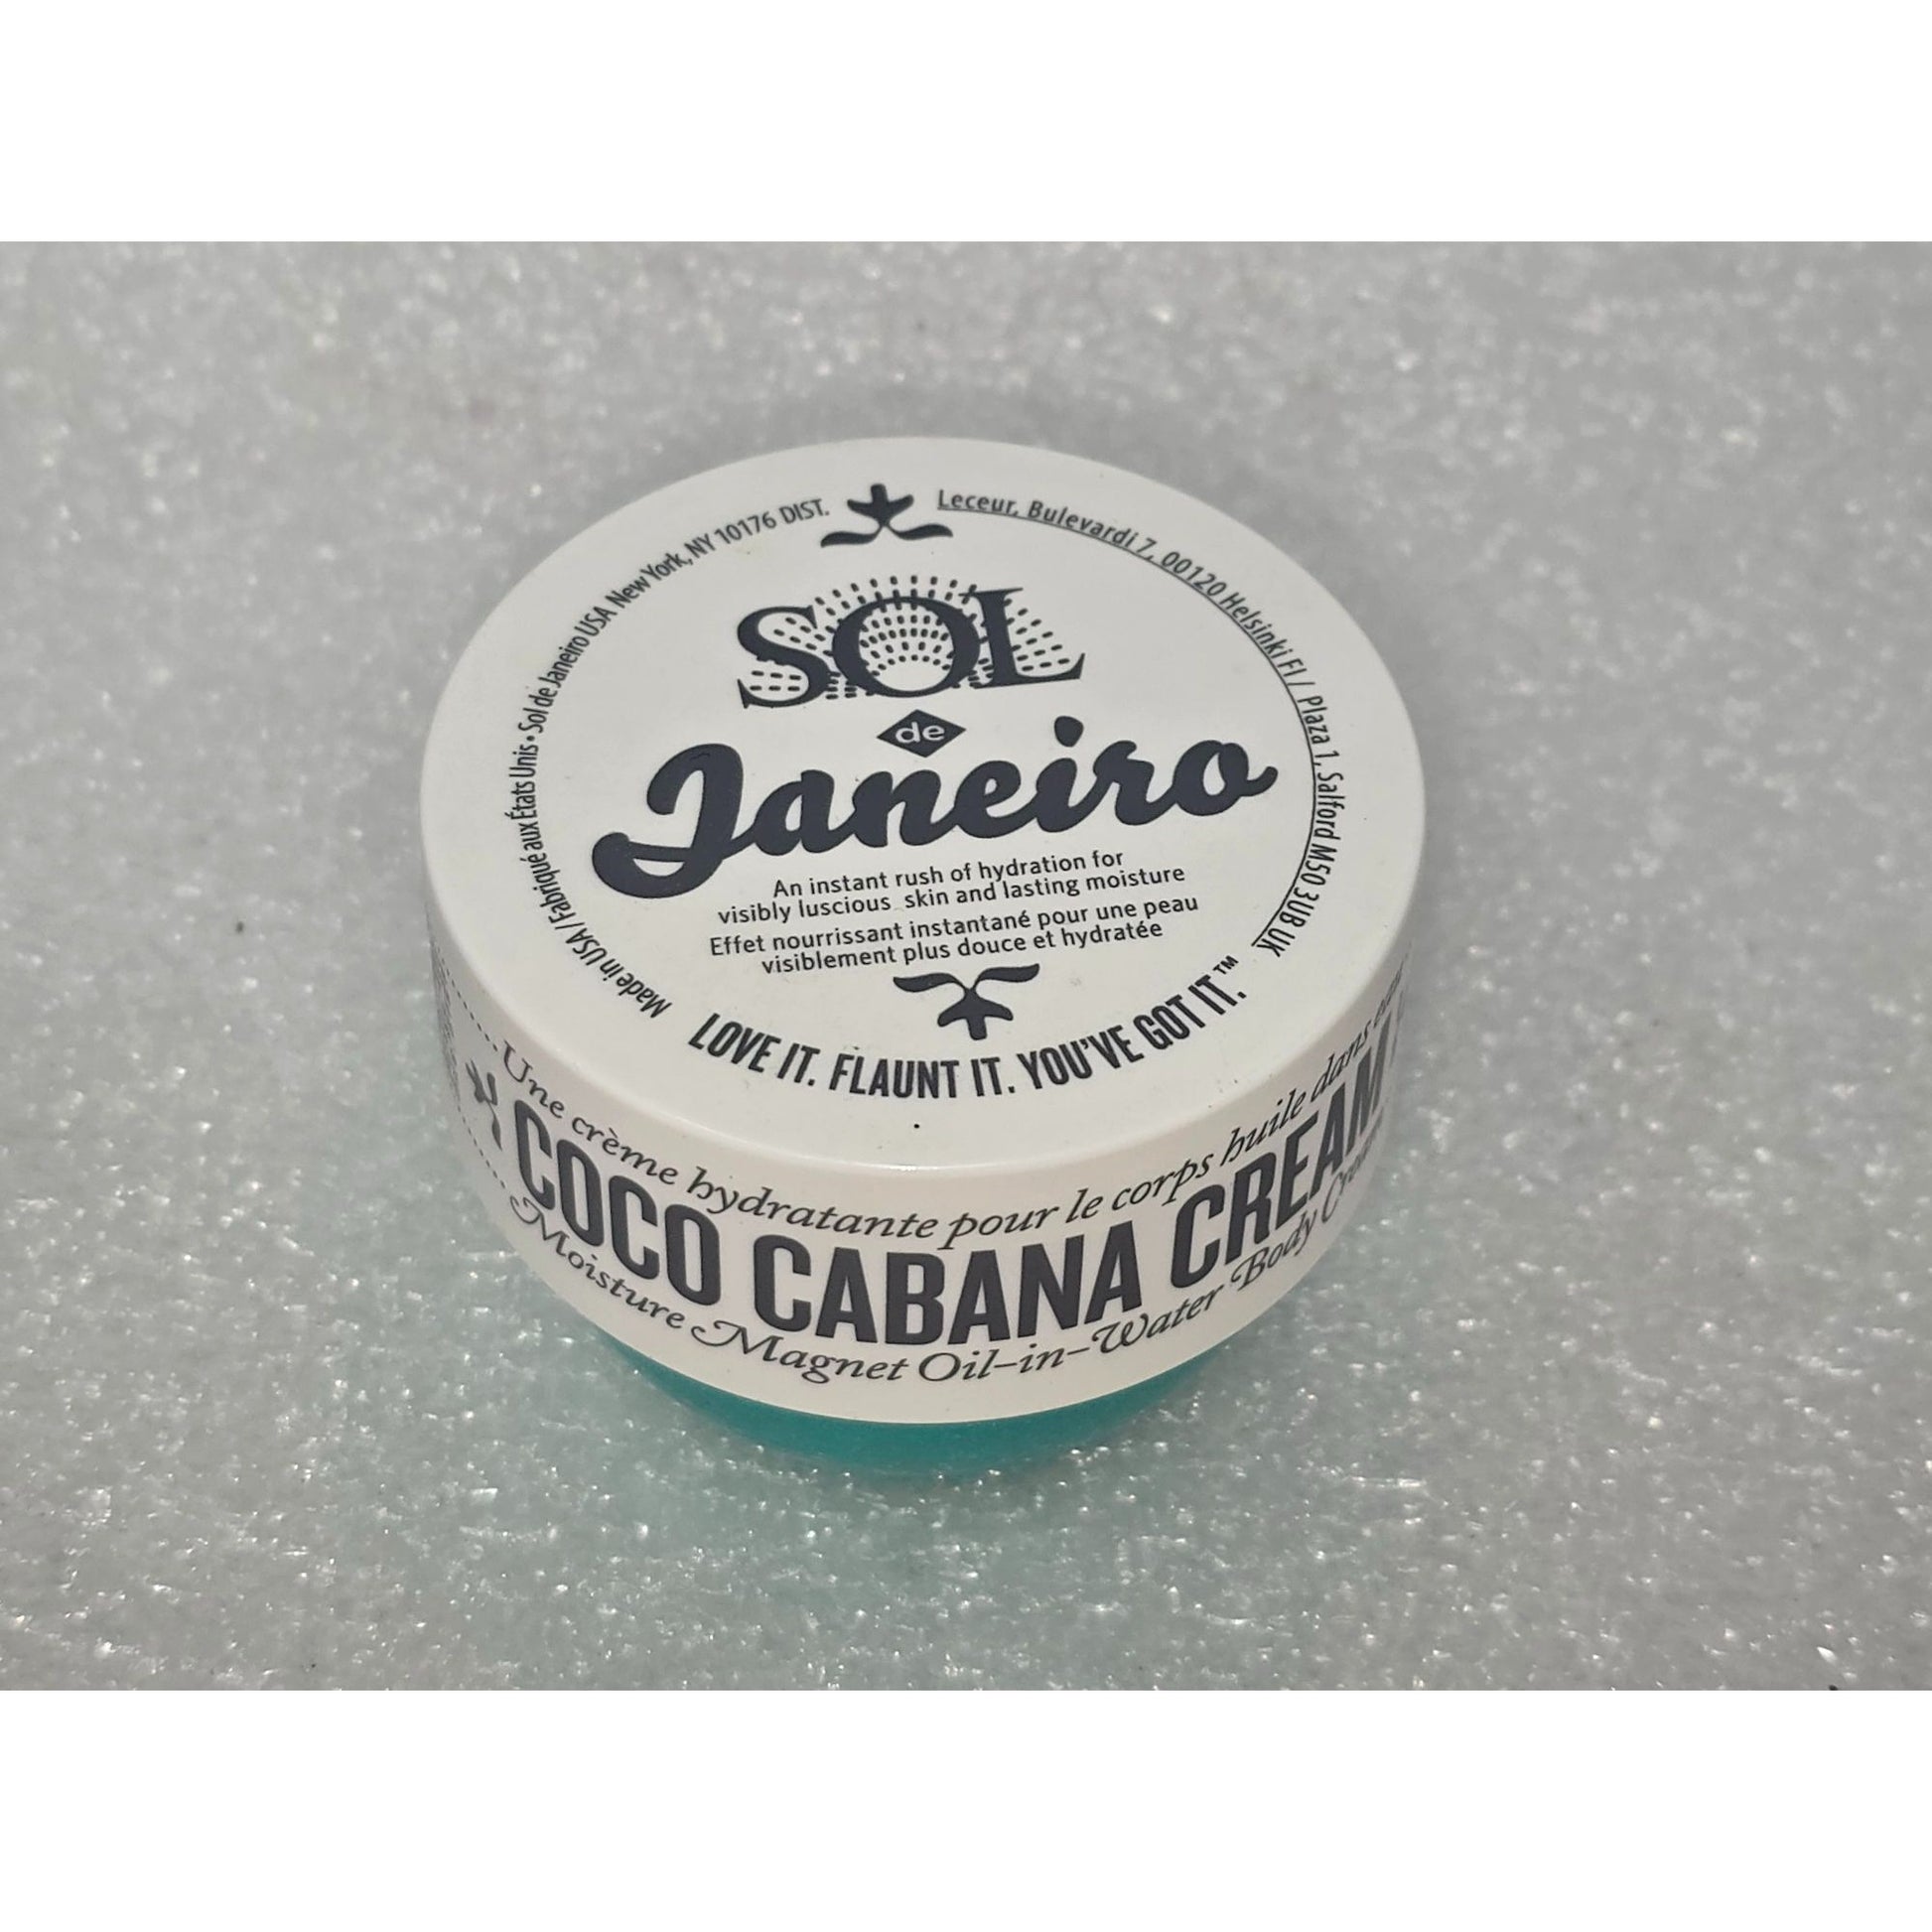 Made in USA / Fabriqué aux États Unis • Sol de Janeiro USA New York, NY 10176 DIST.
Leceur, Bulevardi 7, 00120 Helsinki FI / Plaza 1, Salford M50 3UB UK
SOL
de
Janeiro
An instant rush of hydration for
visibly luscious skin and lasting moisture
Effet nourrissant instantané pour une peau
visiblement plus douce et hydratée
LOVE IT. FLAUNT IT. YOU'VE GOT IT.™
Une crème hydratante pour le corps huile dans
COCO CABANA CREAM
Moisture Magnet Oil-in-Water Body